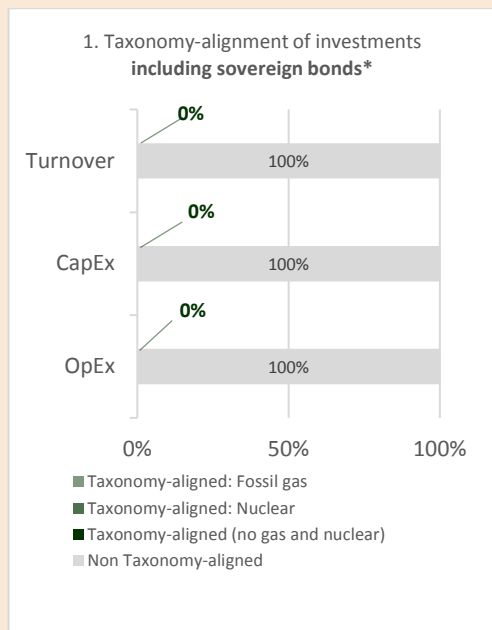 1. Taxonomy-alignment of investments
including sovereign bonds*
0%
Turnover
100%
0%
CapEx
100%
0%
OpEx
100%
0%
50%
100%
Taxonomy-aligned: Fossil gas
Taxonomy-aligned: Nuclear
Taxonomy-aligned (no gas and nuclear)
Non Taxonomy-aligned